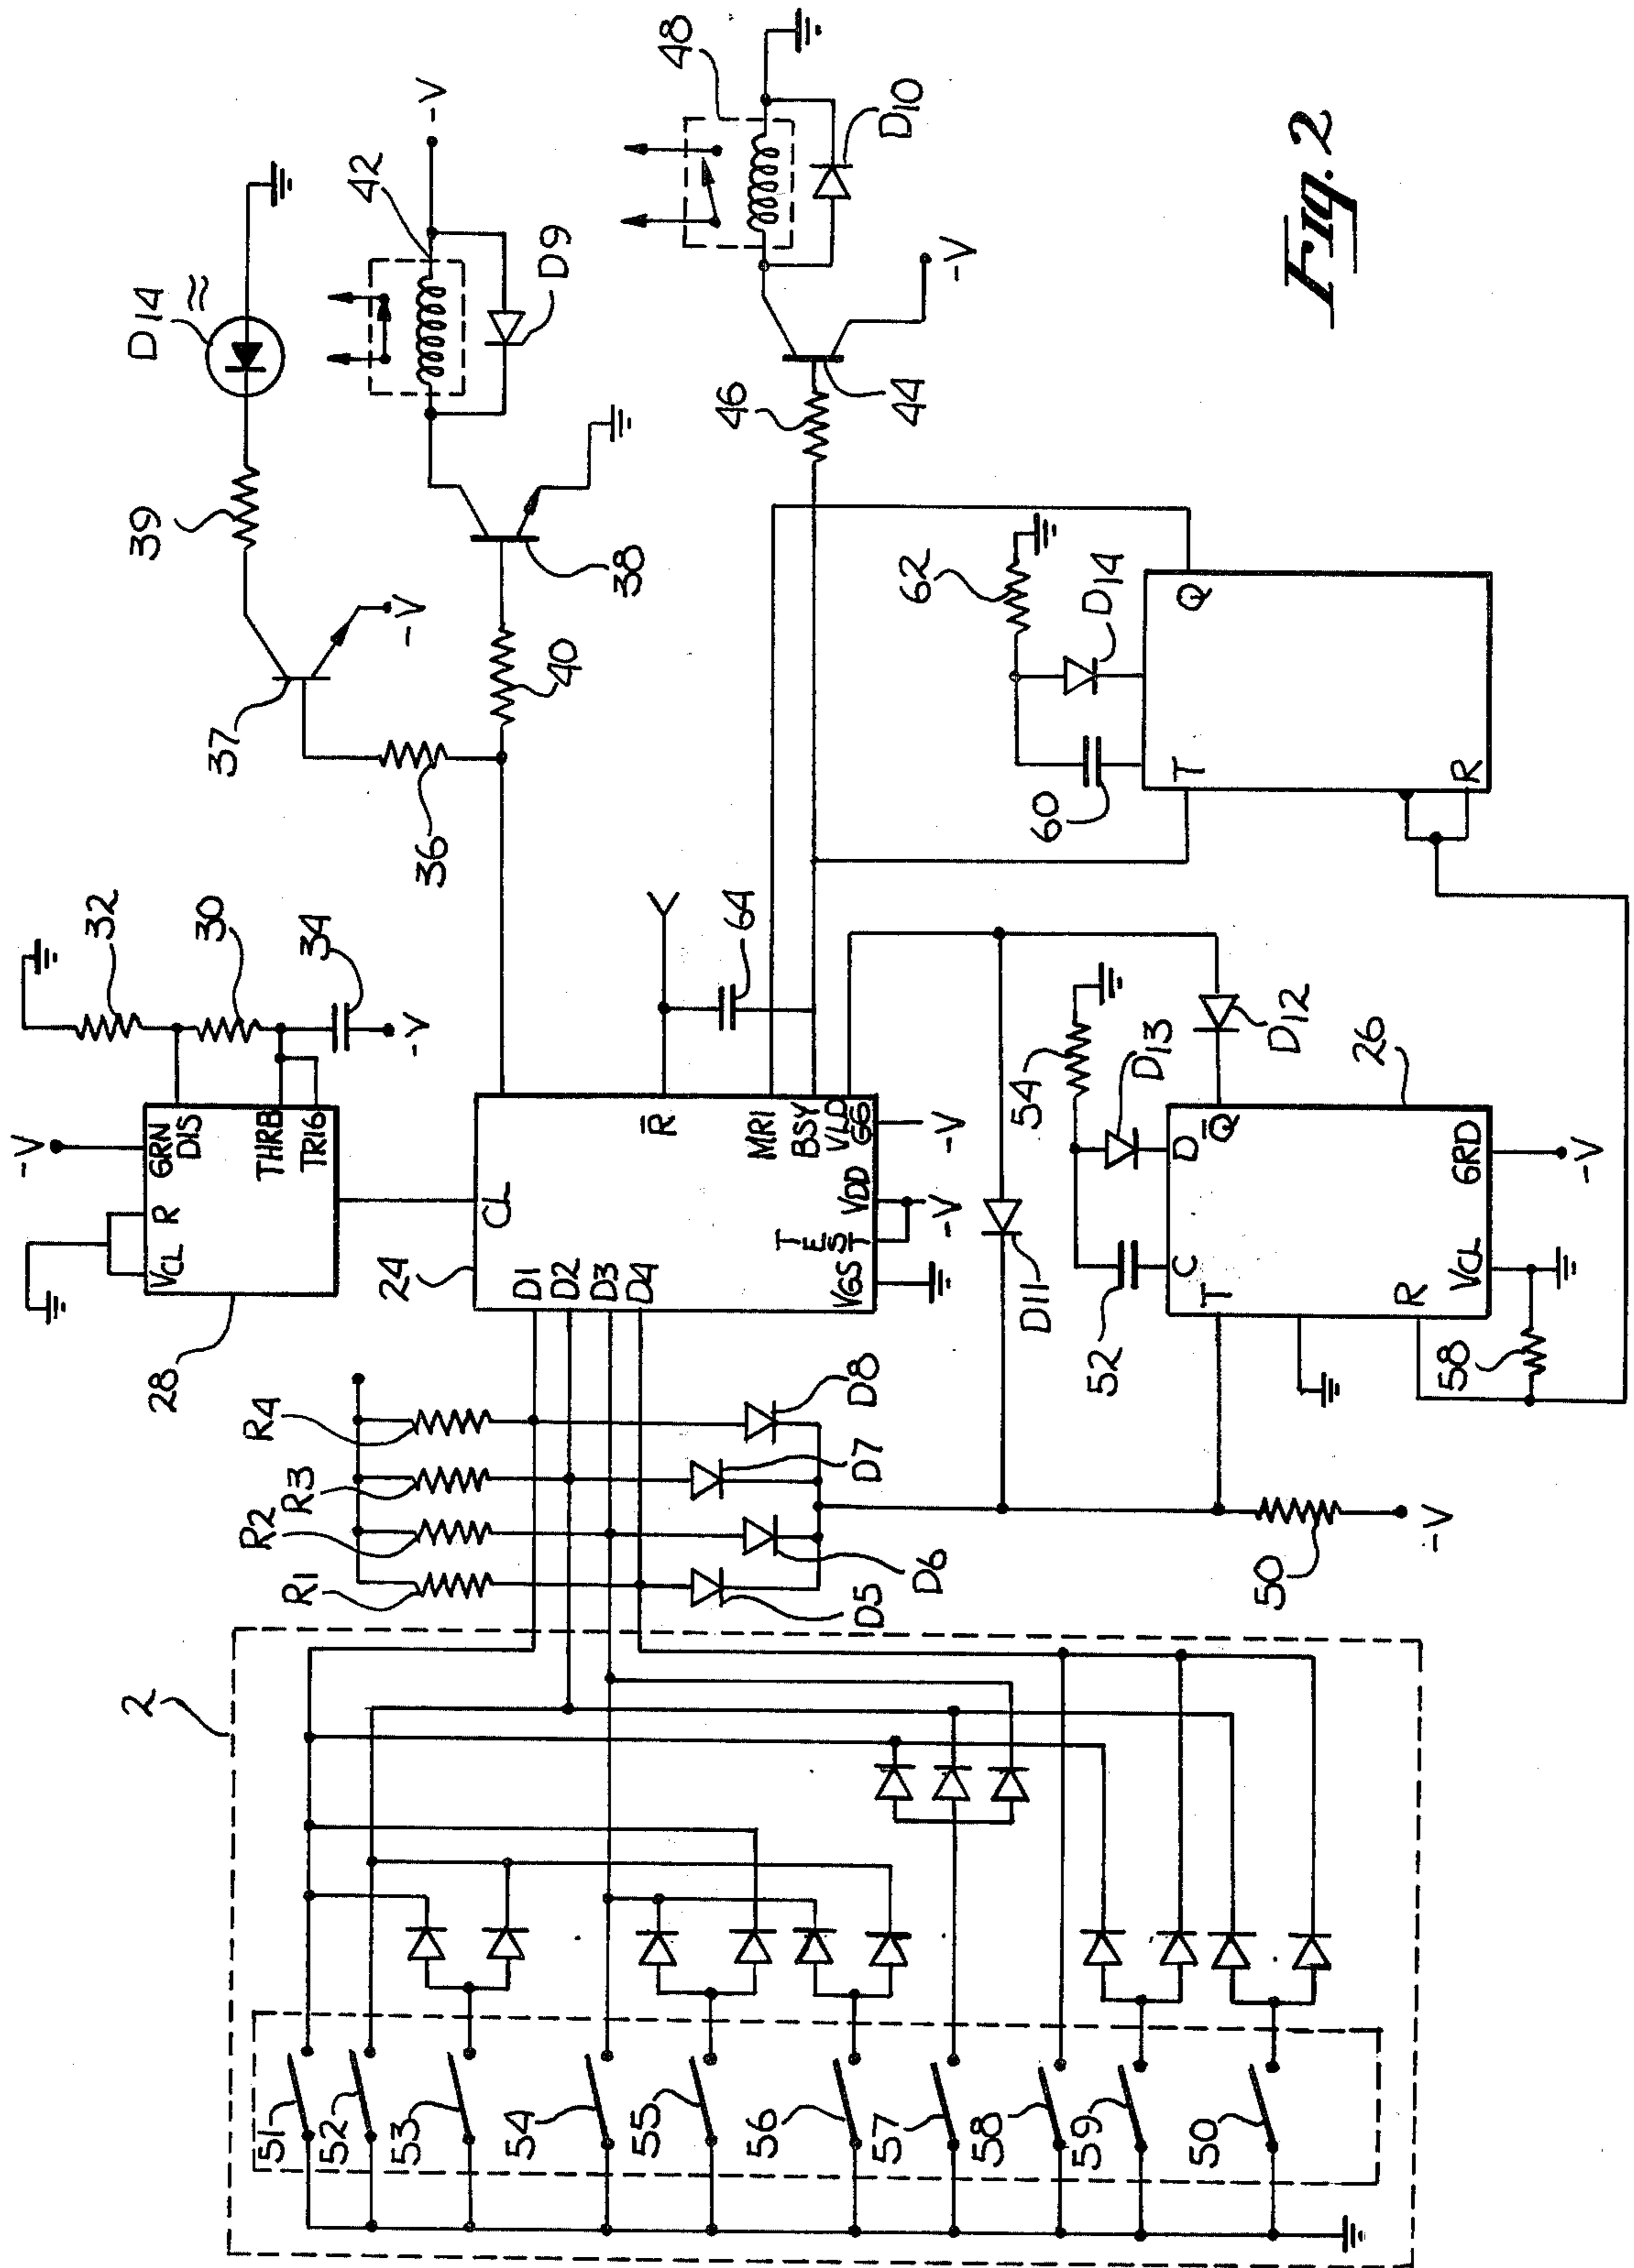 48
-V
42
D14
≈
D9
D10
-V
39
38
37
-V
40
36
46
44
Fig. 2
32
30
34
-V
-V
GRN
DIS
THRB
TRIG
VCL
R
28
64
62
D14
60
T
Q
R
24
CL
R̅
MRI
BSY
VLD
GG
-V
VDD
-V
TEST
VGS
D1
D2
D3
D4
54
D13
D12
26
C
D
Q̅
T
R
VCL
GRD
-V
52
58
D11
R4
R3
R2
R1
D8
D7
D6
D5
50
-V
2
51
52
53
54
55
56
57
58
59
50